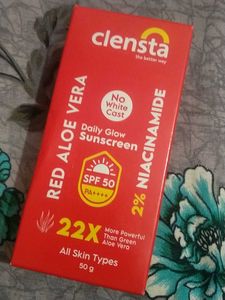 clensta
the better way
RED ALOE VERA
No
White
Cast
Daily Glow
Sunscreen
SPF 50
PA++++
2% NIACINAMIDE
22X
More Powerful
Than Green
Aloe Vera
All Skin Types
50 g